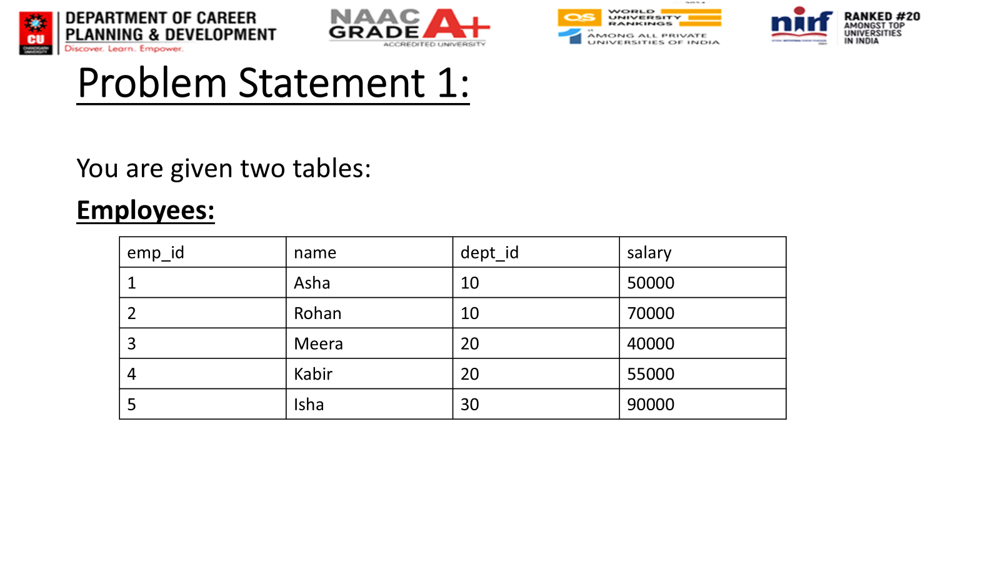 DEPARTMENT OF CAREER
PLANNING & DEVELOPMENT
Discover. Learn. Empower.
CU
CHANDIGARH
UNIVERSITY
NAAC
GRADE A+
ACCREDITED UNIVERSITY
QS WORLD
UNIVERSITY
RANKINGS
1st AMONG ALL PRIVATE
UNIVERSITIES OF INDIA
nirf
RANKED #20
AMONGST TOP
UNIVERSITIES
IN INDIA
Problem Statement 1:
You are given two tables:
Employees:
emp_id name dept_id salary
1 Asha 10 50000
2 Rohan 10 70000
3 Meera 20 40000
4 Kabir 20 55000
5 Isha 30 90000